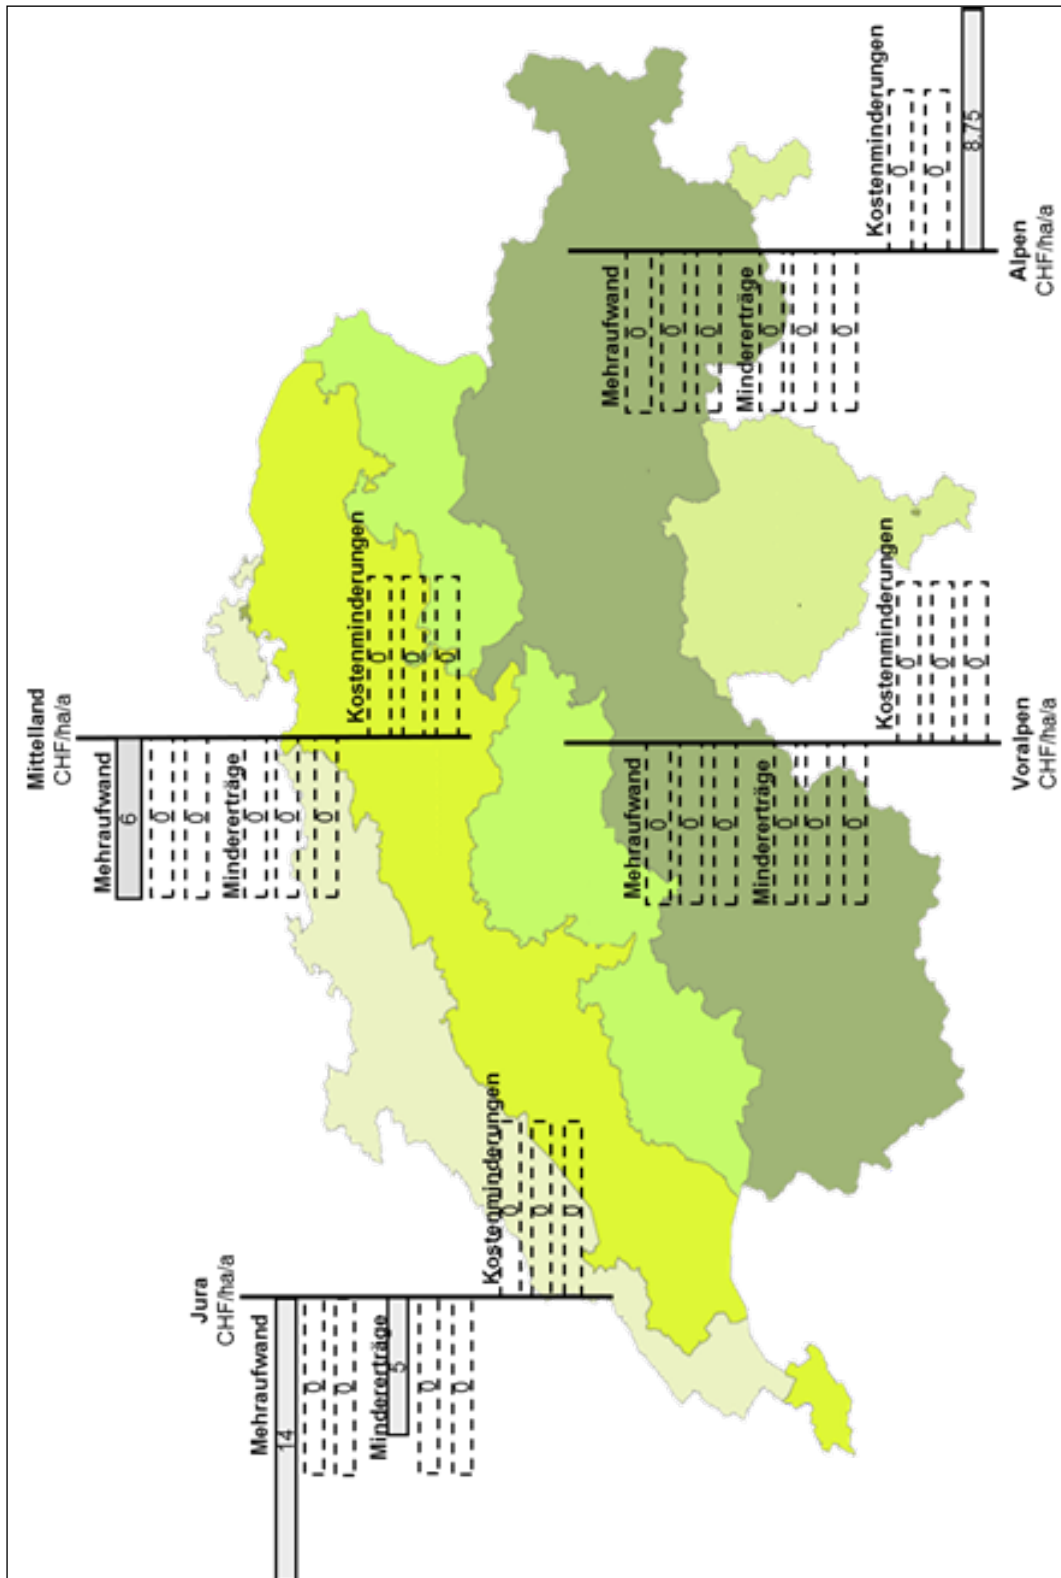 Jura
CHF/ha/a
Mehraufwand
14
0
0
Mindererträge
5
0
0
Kostenminderungen
0
0
0
Mittelland
CHF/ha/a
Mehraufwand
6
0
0
Mindererträge
0
0
0
Kostenminderungen
0
0
0
Mehraufwand
0
0
0
Mindererträge
0
0
0
Kostenminderungen
0
0
0
Voralpen
CHF/ha/a
Mehraufwand
0
0
0
Mindererträge
0
0
0
Kostenminderungen
0
0
8.75
Alpen
CHF/ha/a